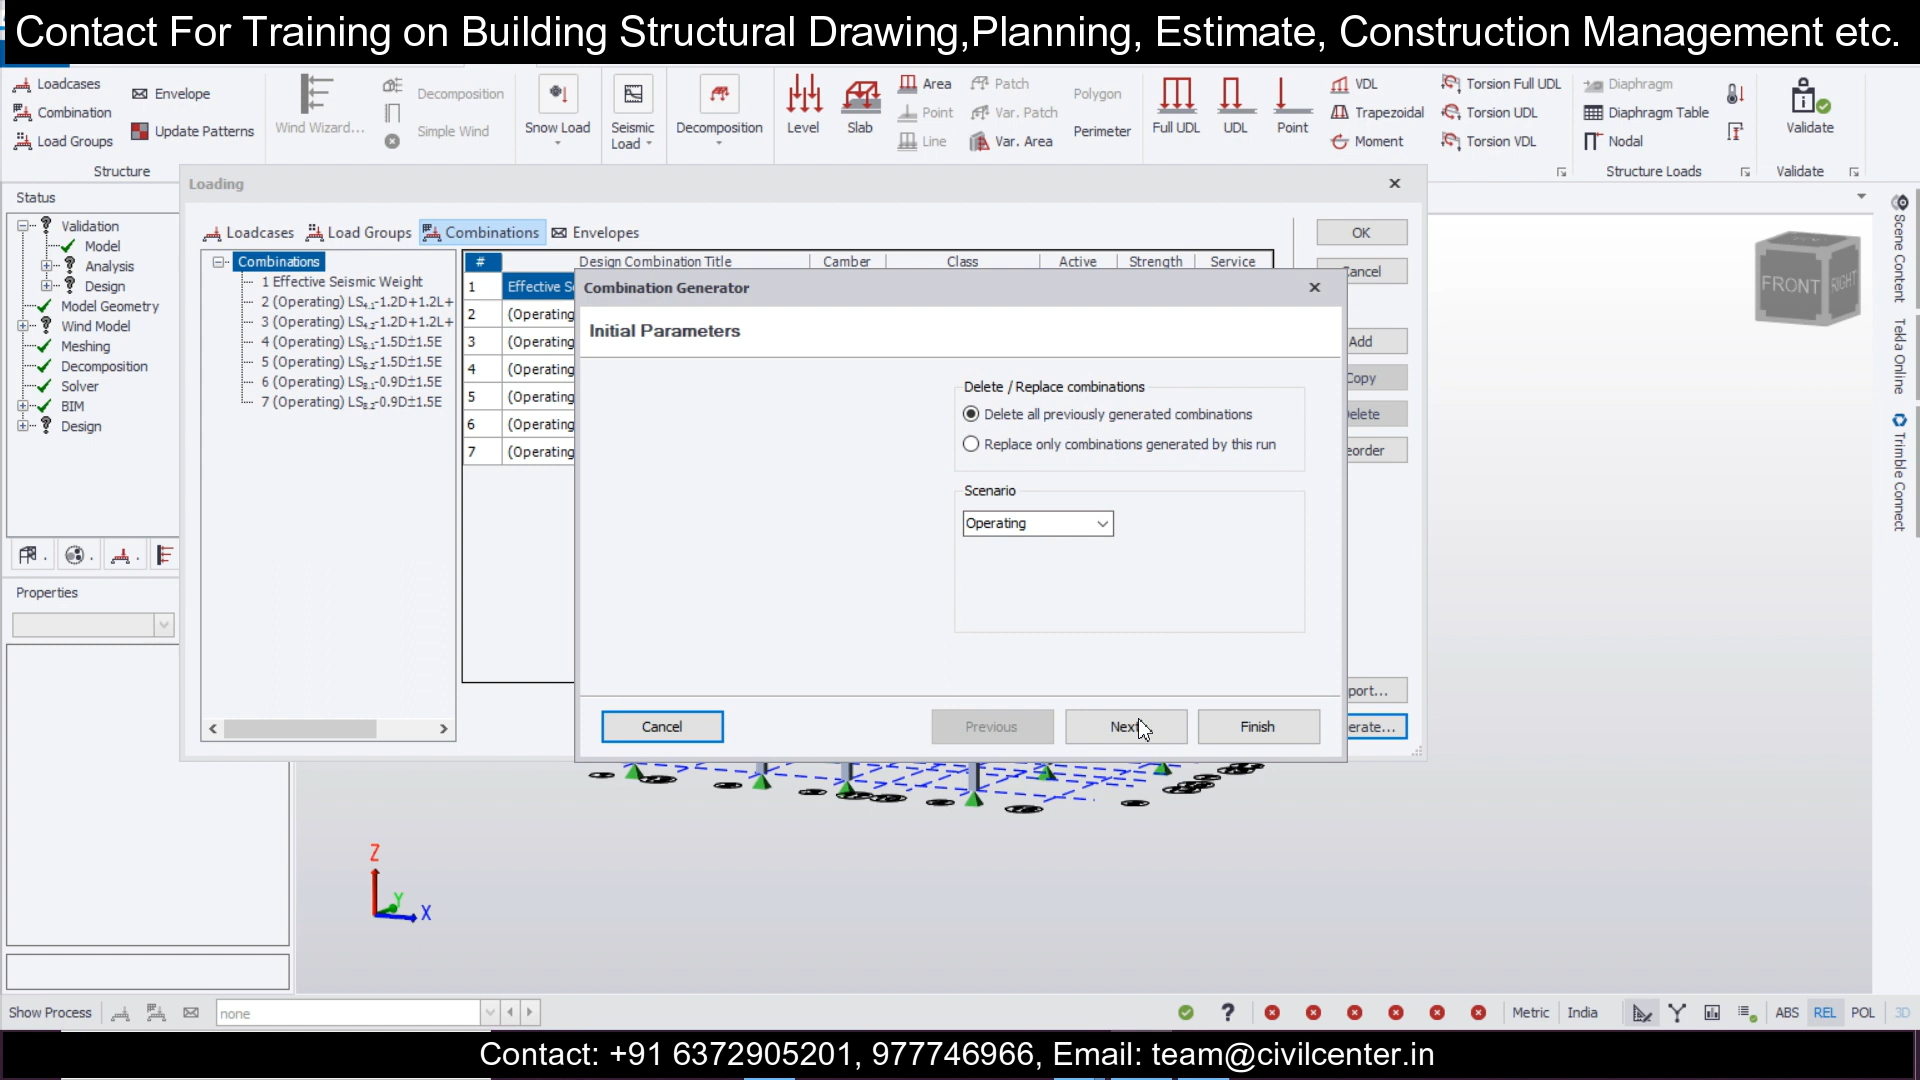 Contact For Training on Building Structural Drawing,Planning, Estimate, Construction Management etc.
Loadcases
Combination
Load Groups
Envelope
Update Patterns
Structure
Wind Wizard...
Decomposition
Simple Wind
Snow Load
Seismic Load
Decomposition
Level
Slab
Area
Point
Line
Patch
Var. Patch
Var. Area
Polygon
Perimeter
Full UDL
UDL
Point
VDL
Trapezoidal
Moment
Torsion Full UDL
Torsion UDL
Torsion VDL
Diaphragm
Diaphragm Table
Nodal
Structure Loads
Validate
Validate
Status
Validation
Model
Analysis
Design
Model Geometry
Wind Model
Meshing
Decomposition
Solver
BIM
Design
Properties
Loading
Loadcases
Load Groups
Combinations
Envelopes
Combinations
1 Effective Seismic Weight
2 (Operating) LS4.1-1.2D+1.2L+
3 (Operating) LS4.2-1.2D+1.2L+
4 (Operating) LS6.1-1.5D±1.5E
5 (Operating) LS6.2-1.5D±1.5E
6 (Operating) LS8.1-0.9D±1.5E
7 (Operating) LS8.2-0.9D±1.5E
# Design Combination Title Camber Class Active Strength Service
1 Effective Se
2 (Operating
3 (Operating
4 (Operating
5 (Operating
6 (Operating
7 (Operating
OK
Cancel
Add
Copy
elete
eorder
port...
erate...
Combination Generator
Initial Parameters
Delete / Replace combinations
Delete all previously generated combinations
Replace only combinations generated by this run
Scenario
Operating
Cancel
Previous
Next
Finish
FRONT
RIGHT
Scene Content
Tekla Online
Trimble Connect
Z
Y
X
Show Process
none
Metric
India
ABS
REL
POL
3D
Contact: +91 6372905201, 977746966, Email: team@civilcenter.in